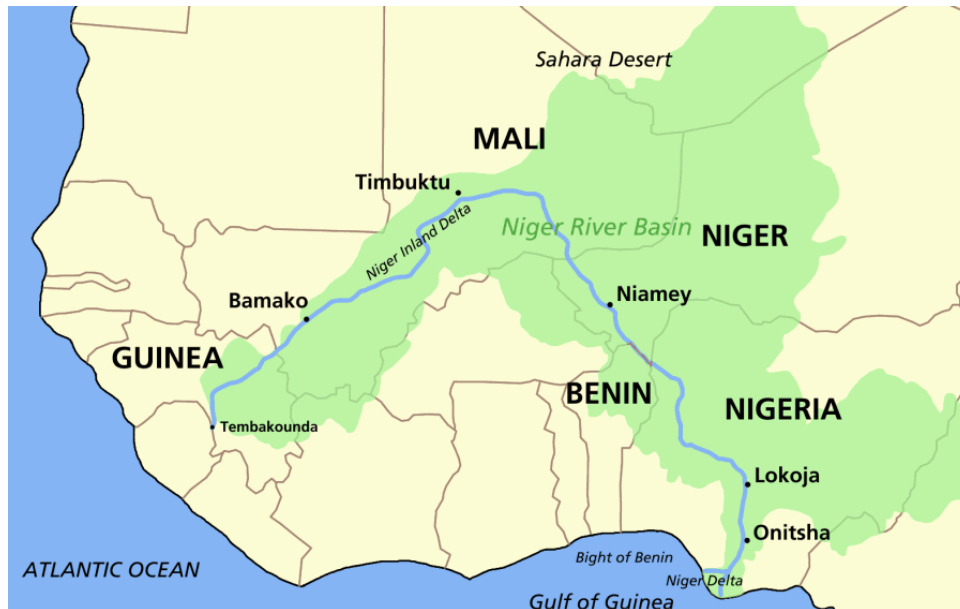 Sahara Desert
MALI
Timbuktu
Niger Inland Delta
Niger River Basin
NIGER
Bamako
Niamey
GUINEA
BENIN
NIGERIA
Tembakounda
Lokoja
Onitsha
Bight of Benin
ATLANTIC OCEAN
Niger Delta
Gulf of Guinea